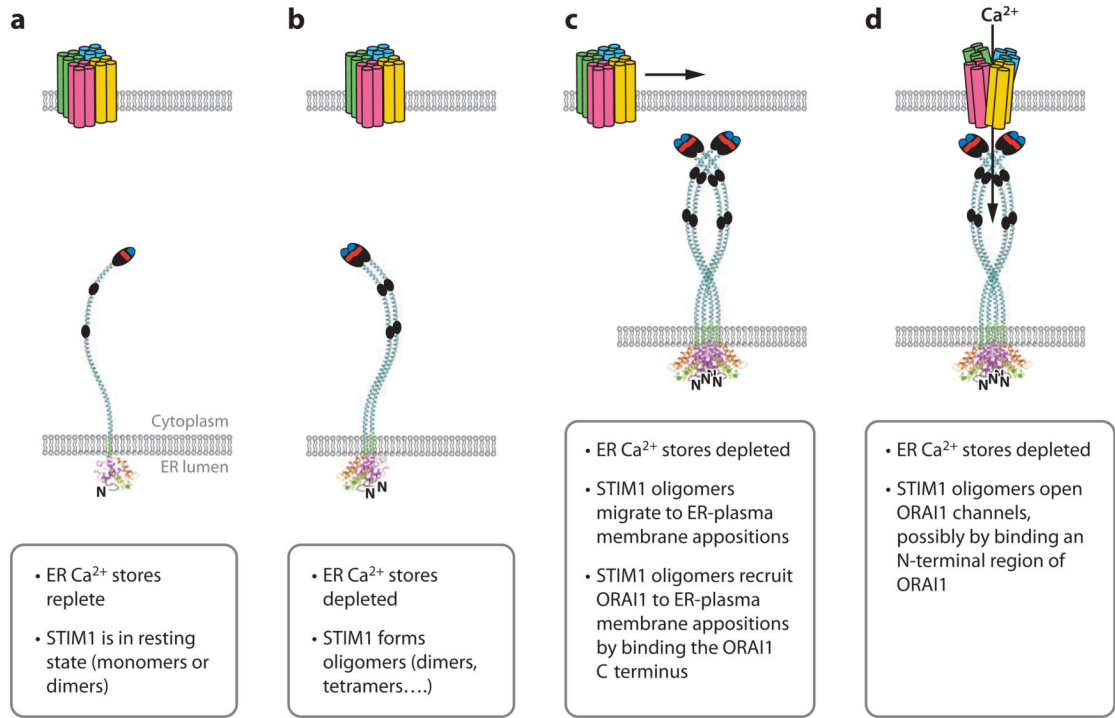 a
b
c
d
Ca²⁺
Cytoplasm
ER lumen
N
N
N
N
N
N
N
N
N
• ER Ca²⁺ stores
replete
• STIM1 is in resting
state (monomers or
dimers)
• ER Ca²⁺ stores
depleted
• STIM1 forms
oligomers (dimers,
tetramers....)
• ER Ca²⁺ stores depleted
• STIM1 oligomers
migrate to ER-plasma
membrane appositions
• STIM1 oligomers recruit
ORAI1 to ER-plasma
membrane appositions
by binding the ORAI1
C terminus
• ER Ca²⁺ stores depleted
• STIM1 oligomers open
ORAI1 channels,
possibly by binding an
N-terminal region of
ORAI1